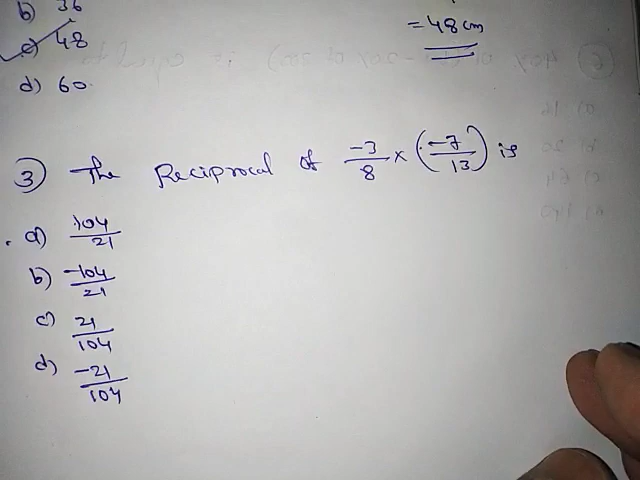 b) 36
c) 48
= 48 cm
d) 60
3) The Reciprocal of -3/8 × (-7/13) is
a) 104/21
b) -104/21
c) 21/104
d) -21/104